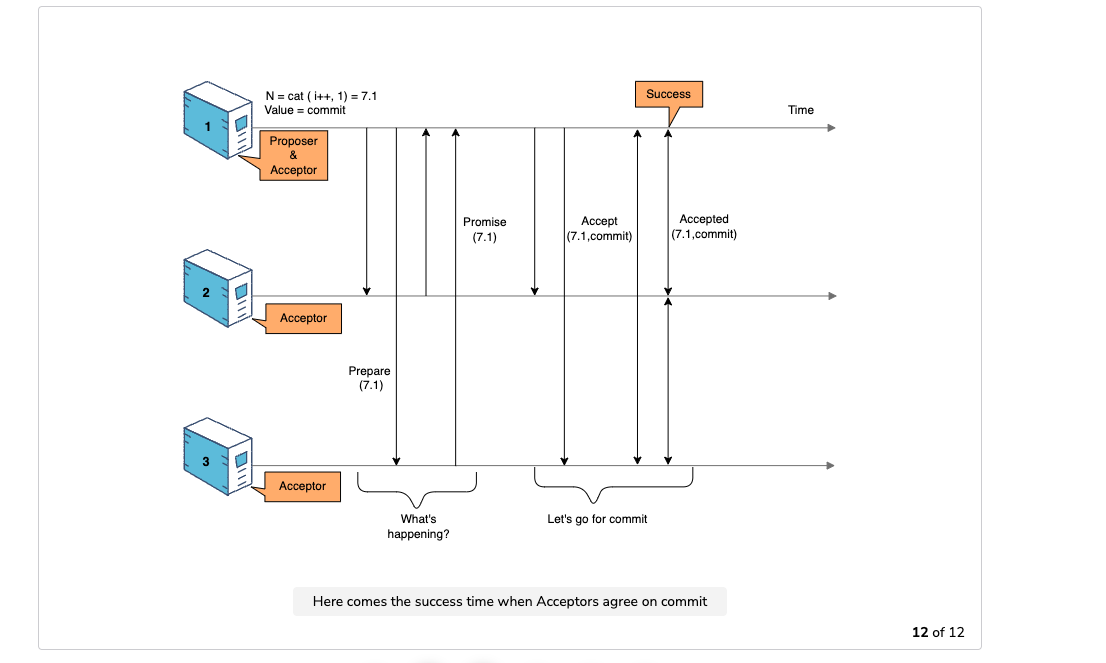 N = cat ( i++, 1) = 7.1
Value = commit
Success
Time
1
Proposer
&
Acceptor
Promise
(7.1)
Accept
(7.1,commit)
Accepted
(7.1,commit)
2
Acceptor
Prepare
(7.1)
3
Acceptor
What's
happening?
Let's go for commit
Here comes the success time when Acceptors agree on commit
12 of 12